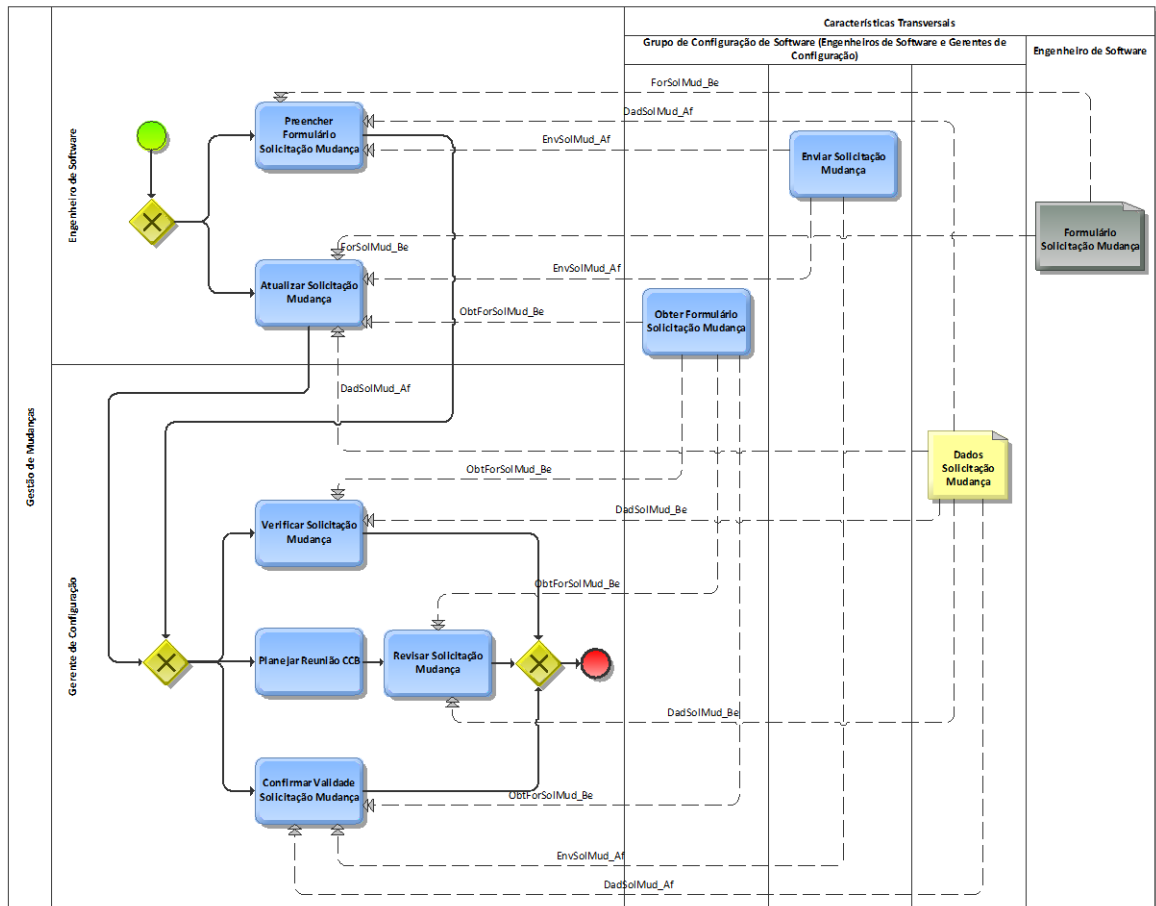 Características Transversais
Grupo de Configuração de Software (Engenheiros de Software e Gerentes de
Configuração)
Engenheiro de Software
Gestão de Mudanças
Engenheiro de Software
Gerente de Configuração
ForSolMud_Be
DadSolMud_Af
Preencher
Formulário
Solicitação Mudança
EnvSolMud_Af
Enviar Solicitação
Mudança
Formulário
Solicitação Mudança
ForSolMud_Be
EnvSolMud_Af
Atualizar Solicitação
Mudança
ObtForSolMud_Be
Obter Formulário
Solicitação Mudança
DadSolMud_Af
Dados
Solicitação
Mudança
ObtForSolMud_Be
DadSolMud_Be
Verificar Solicitação
Mudança
ObtForSolMud_Be
Planejar Reunião CCB
Revisar Solicitação
Mudança
DadSolMud_Be
Confirmar Validade
Solicitação Mudança
ObtForSolMud_Be
EnvSolMud_Af
DadSolMud_Af